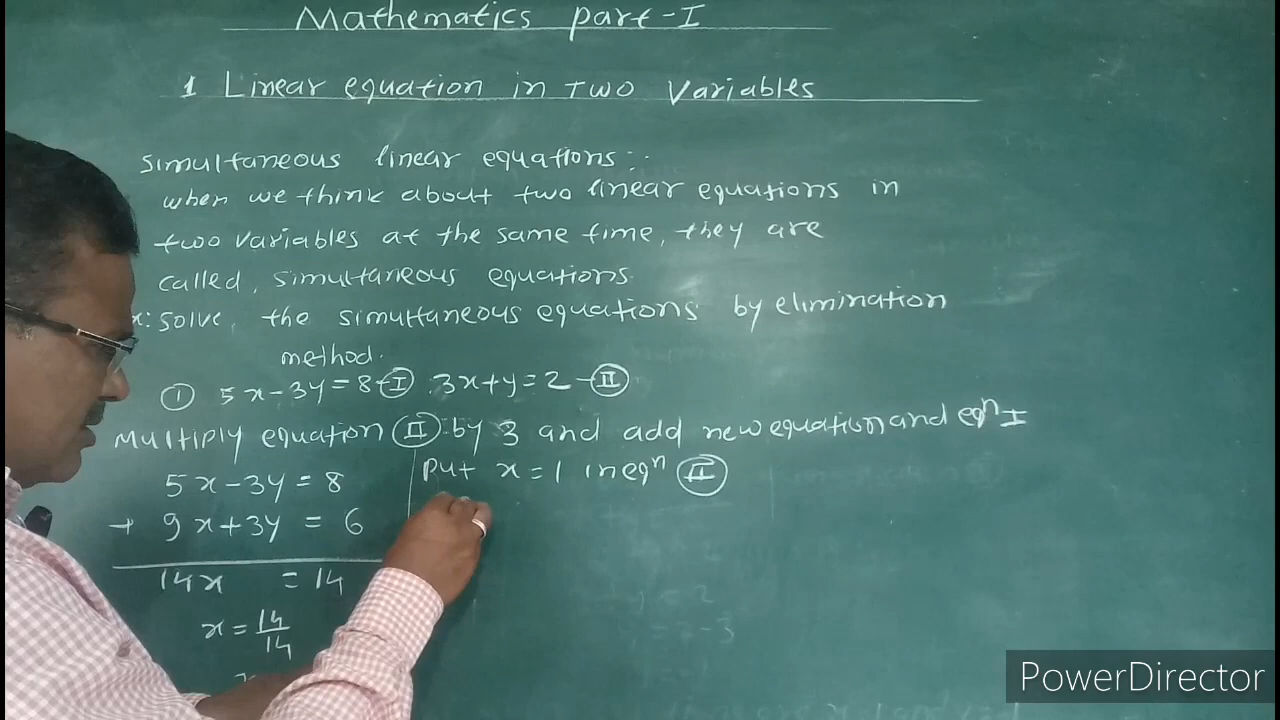 Mathematics part-I
1 Linear equation in two variables
simultaneous linear equations:
when we think about two linear equations in
two variables at the same time, they are
called, simultaneous equations.
x: solve, the simultaneous equations by elimination
method.
① 5x-3y=8-Ⓘ 3x+y=2-Ⓘ︎Ⓘ
Multiply equation II by 3 and add new equation and eqⁿ I
5x-3y=8
+ 9x+3y=6
14x =14
x=14/14
put x=1 in eqⁿ II
PowerDirector